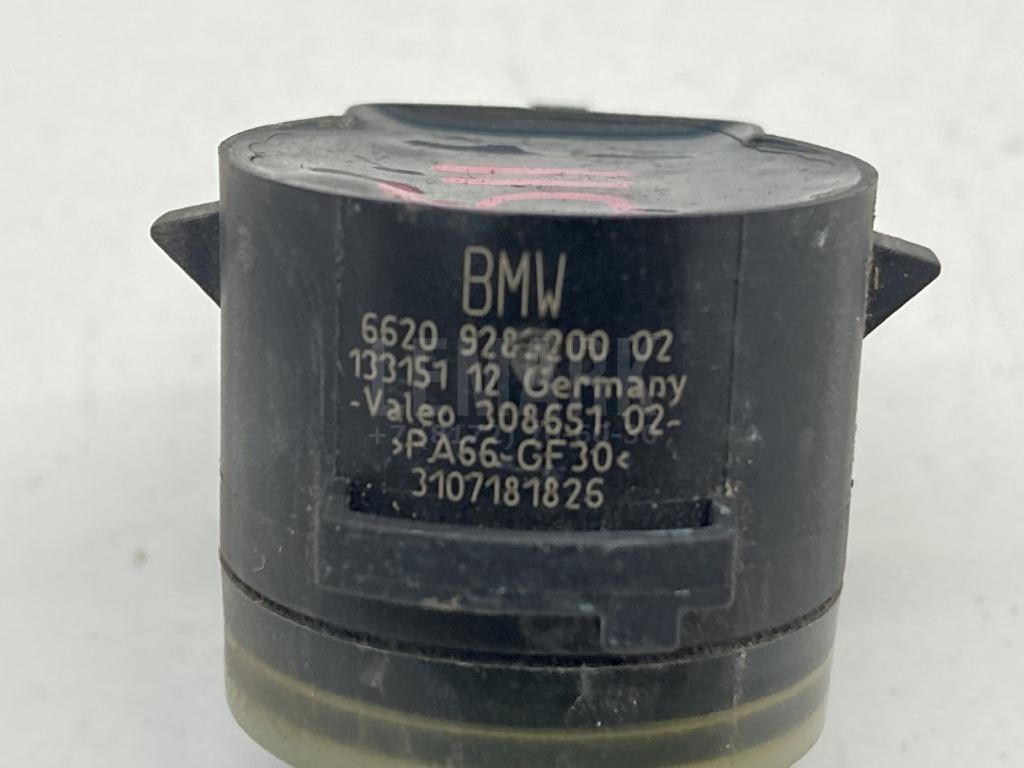 BMW
6620 02
133151 12 Germany
-Valeo 308651 02-
>PA66-GF30<
3107181826